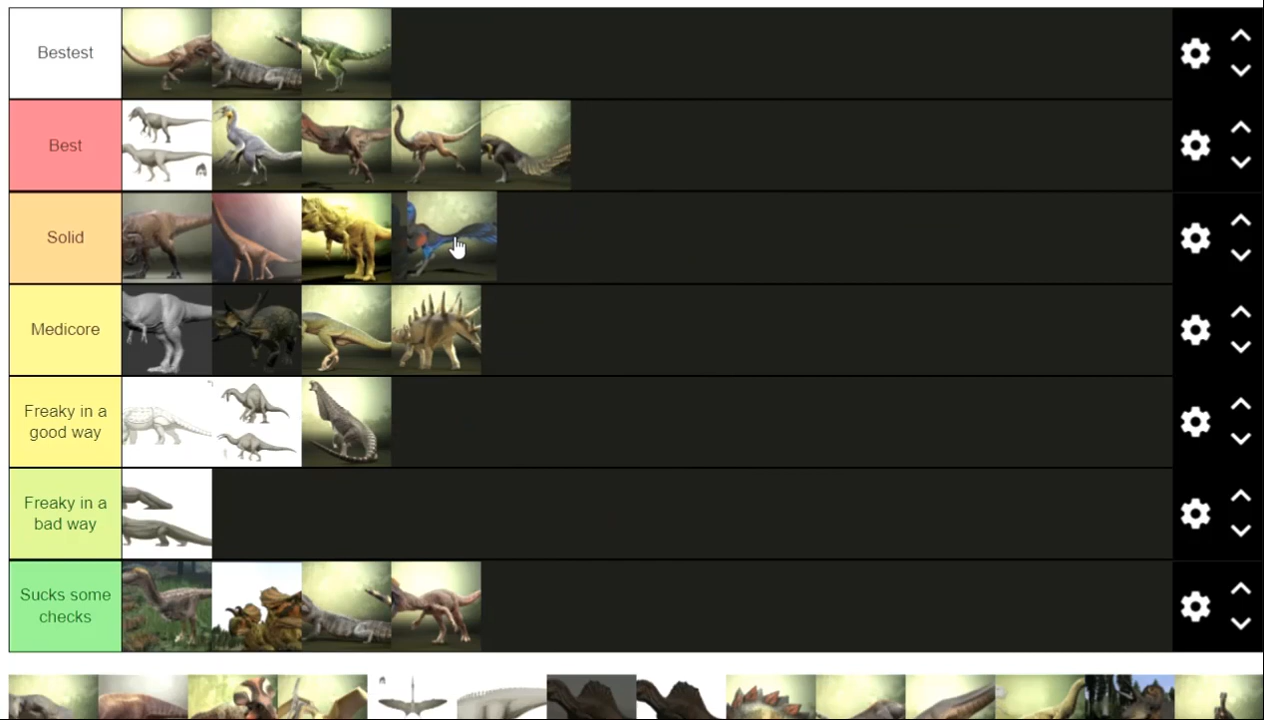 Bestest
Best
Solid
Medicore
Freaky in a
good way
Freaky in a
bad way
Sucks some
checks